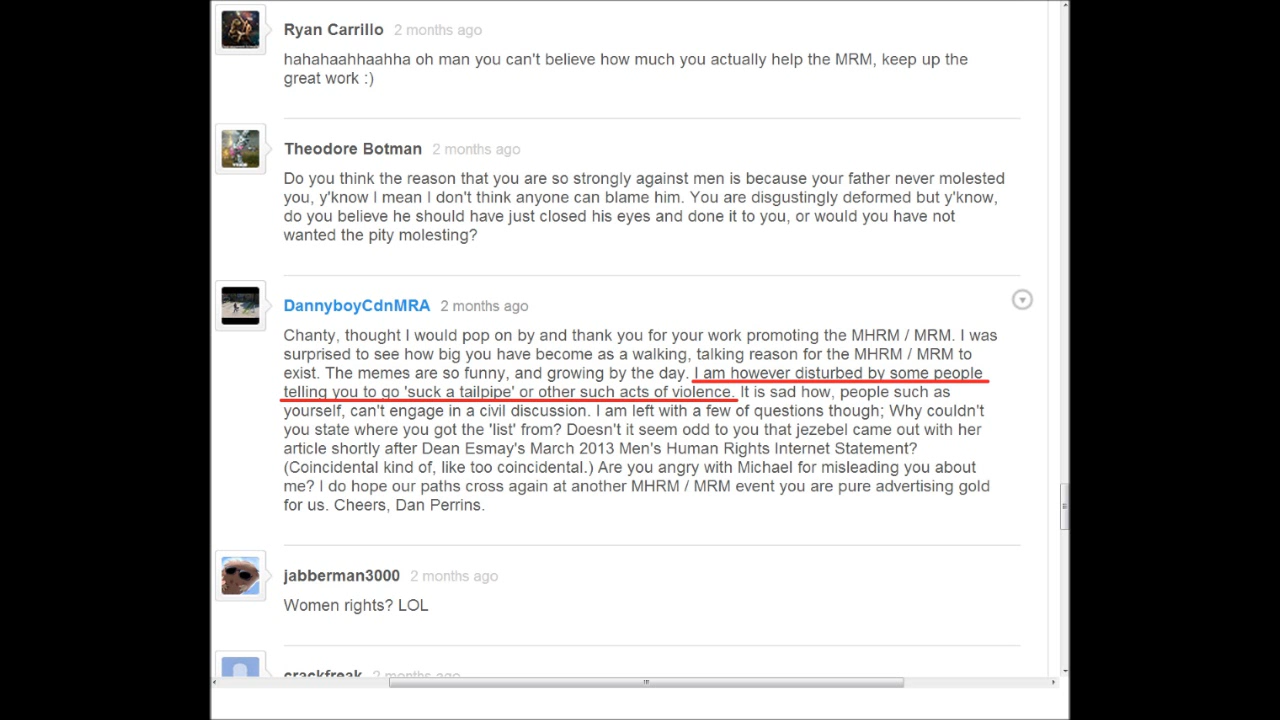 Ryan Carrillo 2 months ago
hahahaahhaahha oh man you can't believe how much you actually help the MRM, keep up the
great work :)
Theodore Botman 2 months ago
Do you think the reason that you are so strongly against men is because your father never molested
you, y'know I mean I don't think anyone can blame him. You are disgustingly deformed but y'know,
do you believe he should have just closed his eyes and done it to you, or would you have not
wanted the pity molesting?
DannyboyCdnMRA 2 months ago
Chanty, thought I would pop on by and thank you for your work promoting the MHRM / MRM. I was
surprised to see how big you have become as a walking, talking reason for the MHRM / MRM to
exist. The memes are so funny, and growing by the day. I am however disturbed by some people
telling you to go 'suck a tailpipe' or other such acts of violence. It is sad how, people such as
yourself, can't engage in a civil discussion. I am left with a few of questions though; Why couldn't
you state where you got the 'list' from? Doesn't it seem odd to you that jezebel came out with her
article shortly after Dean Esmay's March 2013 Men's Human Rights Internet Statement?
(Coincidental kind of, like too coincidental.) Are you angry with Michael for misleading you about
me? I do hope our paths cross again at another MHRM / MRM event you are pure advertising gold
for us. Cheers, Dan Perrins.
jabberman3000 2 months ago
Women rights? LOL
crackfreak 2 months ago